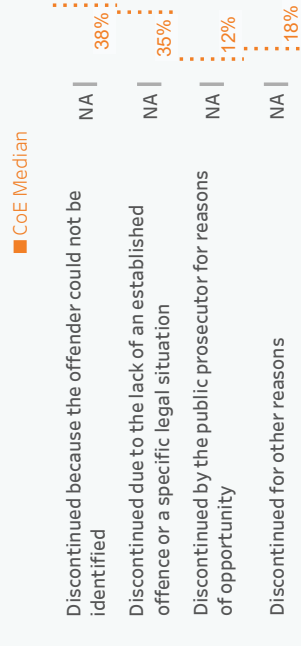 CoE Median
Discontinued because the offender could not be
identified
NA
38%
Discontinued due to the lack of an established
offence or a specific legal situation
NA
35%
Discontinued by the public prosecutor for reasons
of opportunity
NA
12%
Discontinued for other reasons
NA
18%